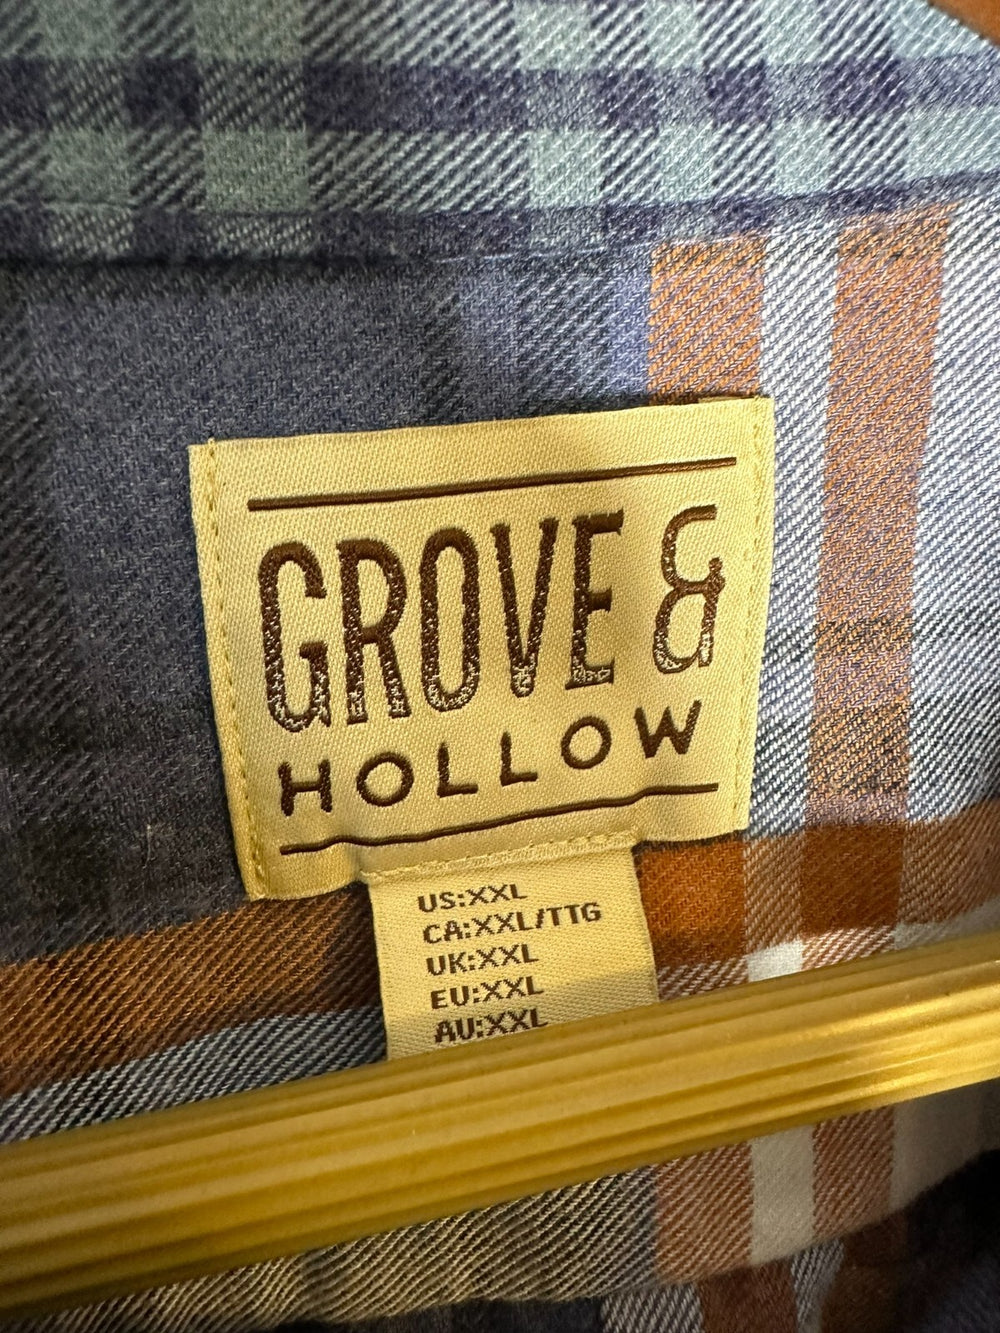 GROVE &
HOLLOW
US:XXL
CA:XXL/TTG
UK:XXL
EU:XXL
AU:XXL